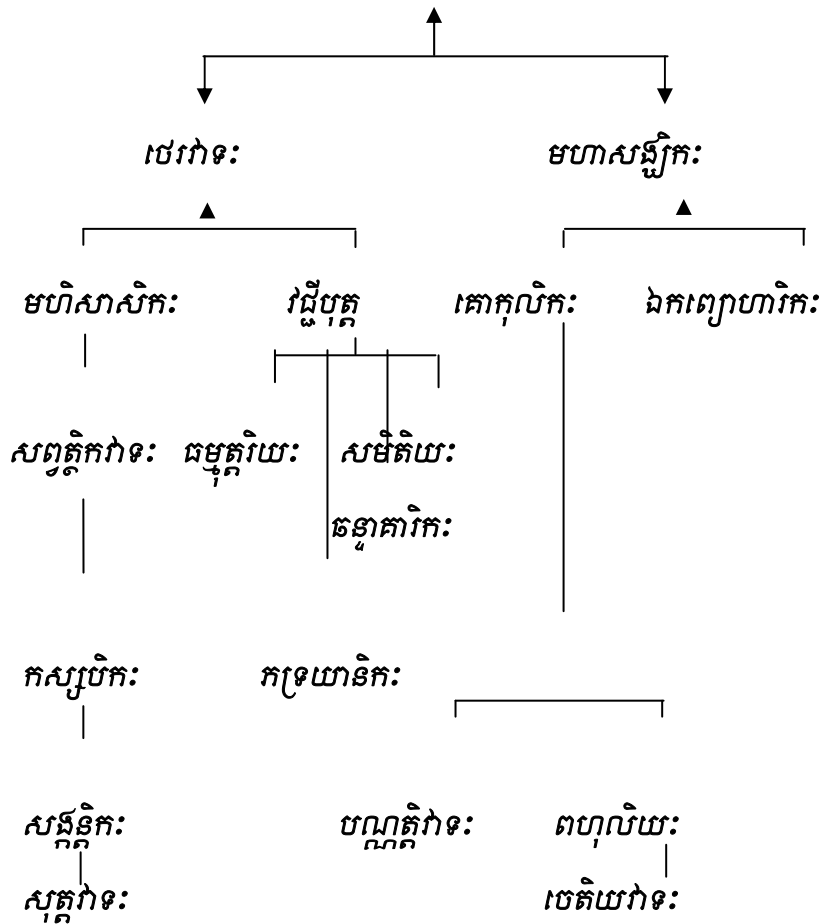 ថេរវាទៈ មហាសង្ឃិកៈ
មហិសាសិកៈ វជ្ជីបុត្ត គោកុលិកៈ ឯកព្យោហារិកៈ
សព្វត្ថិកវាទៈ ធម្មុត្តរិយៈ សមិតិយៈ
ឆន្ទាគារិកៈ
កស្សបិកៈ ភទ្រយានិកៈ
សង្កន្តិកៈ បណ្ណត្តិវាទៈ ពហុលិយៈ
សុត្តវាទៈ ចេតិយវាទៈ